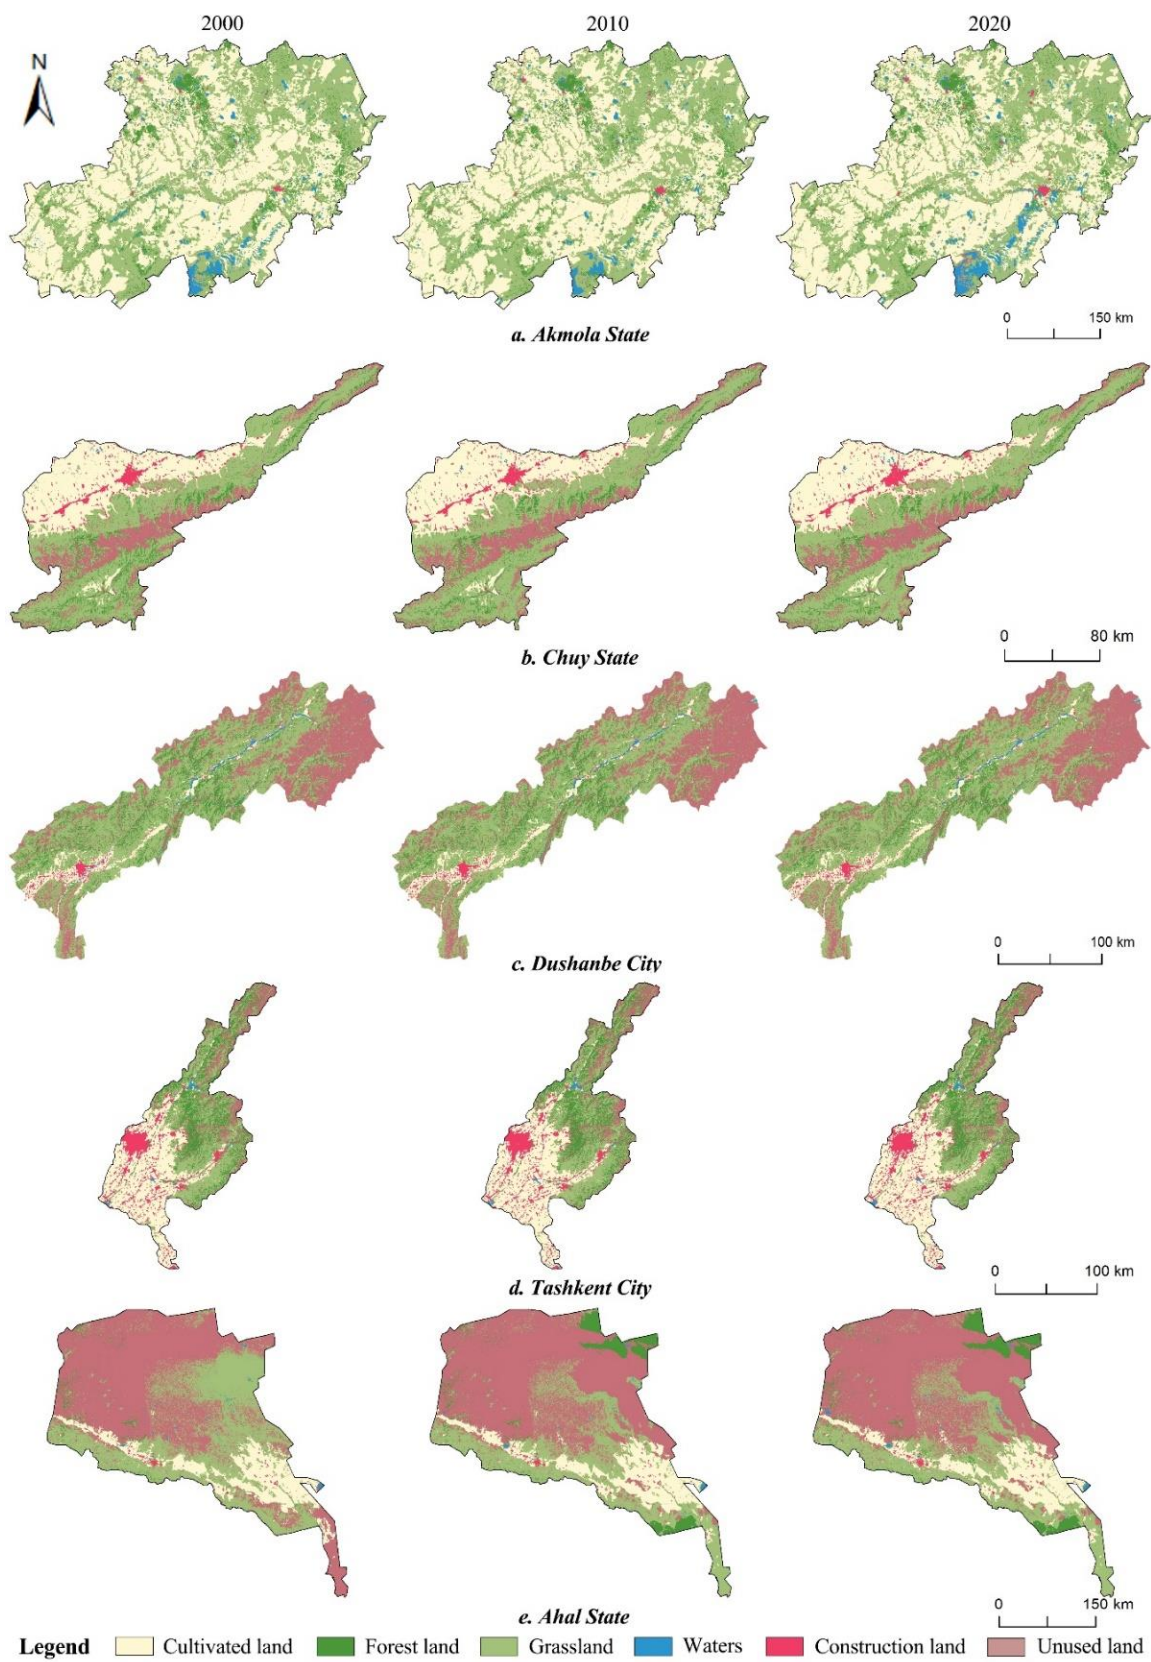 2000 2010 2020
N
0 150 km
a. Akmola State
0 80 km
b. Chuy State
0 100 km
c. Dushanbe City
0 100 km
d. Tashkent City
0 150 km
e. Ahal State
Legend Cultivated land Forest land Grassland Waters Construction land Unused land